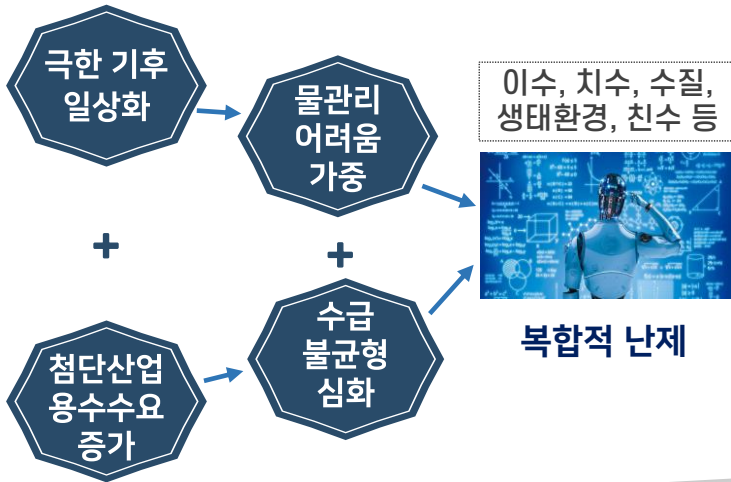 극한 기후
일상화
물관리
어려움
가중
이수, 치수, 수질,
생태환경, 친수 등
+
+
첨단산업
용수수요
증가
수급
불균형
심화
복합적 난제